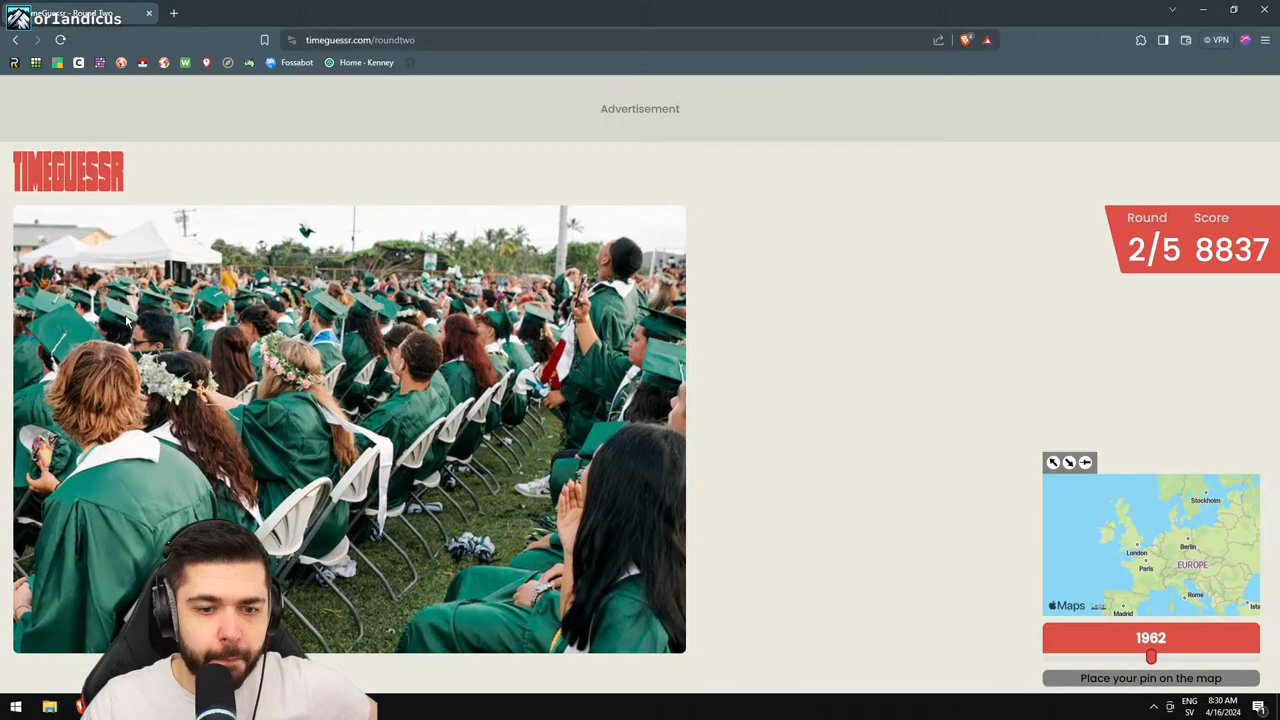 or1andicus
timeguessr.com/roundtwo
VPN
Fossabot
Home · Kenney
Advertisement
TIMEGUESSR
Round Score
2/5 8837
Stockholm
London
Berlin
Paris
EUROPE
Rome
Maps
Madrid
Ista
1962
Place your pin on the map
ENG
SV
8:30 AM
4/16/2024